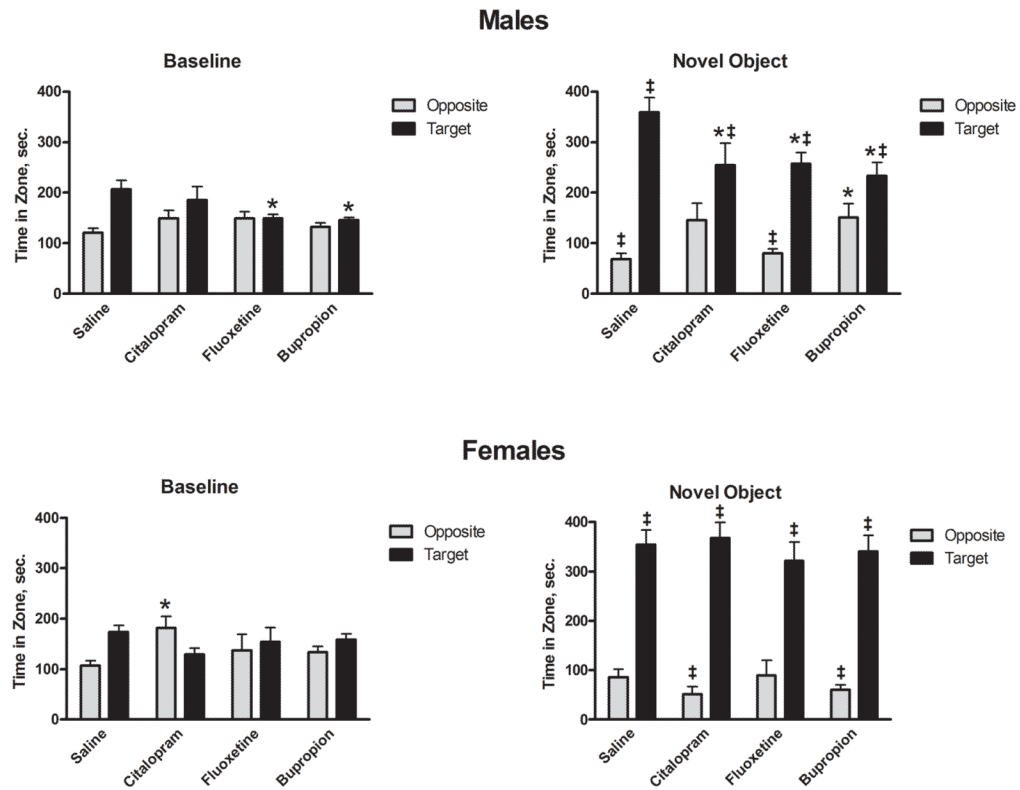 Males
Baseline
Novel Object
Time in Zone, sec.
400
300
200
100
0
*
*
Opposite
Target
Saline
Citalopram
Fluoxetine
Bupropion
Time in Zone, sec.
400
300
200
100
0
‡
‡
*‡
‡
*‡
*
*‡
Opposite
Target
Saline
Citalopram
Fluoxetine
Bupropion
Females
Baseline
Novel Object
Time in Zone, sec.
400
300
200
100
0
*
Opposite
Target
Saline
Citalopram
Fluoxetine
Bupropion
Time in Zone, sec.
400
300
200
100
0
‡
‡
‡
‡
‡
‡
Opposite
Target
Saline
Citalopram
Fluoxetine
Bupropion